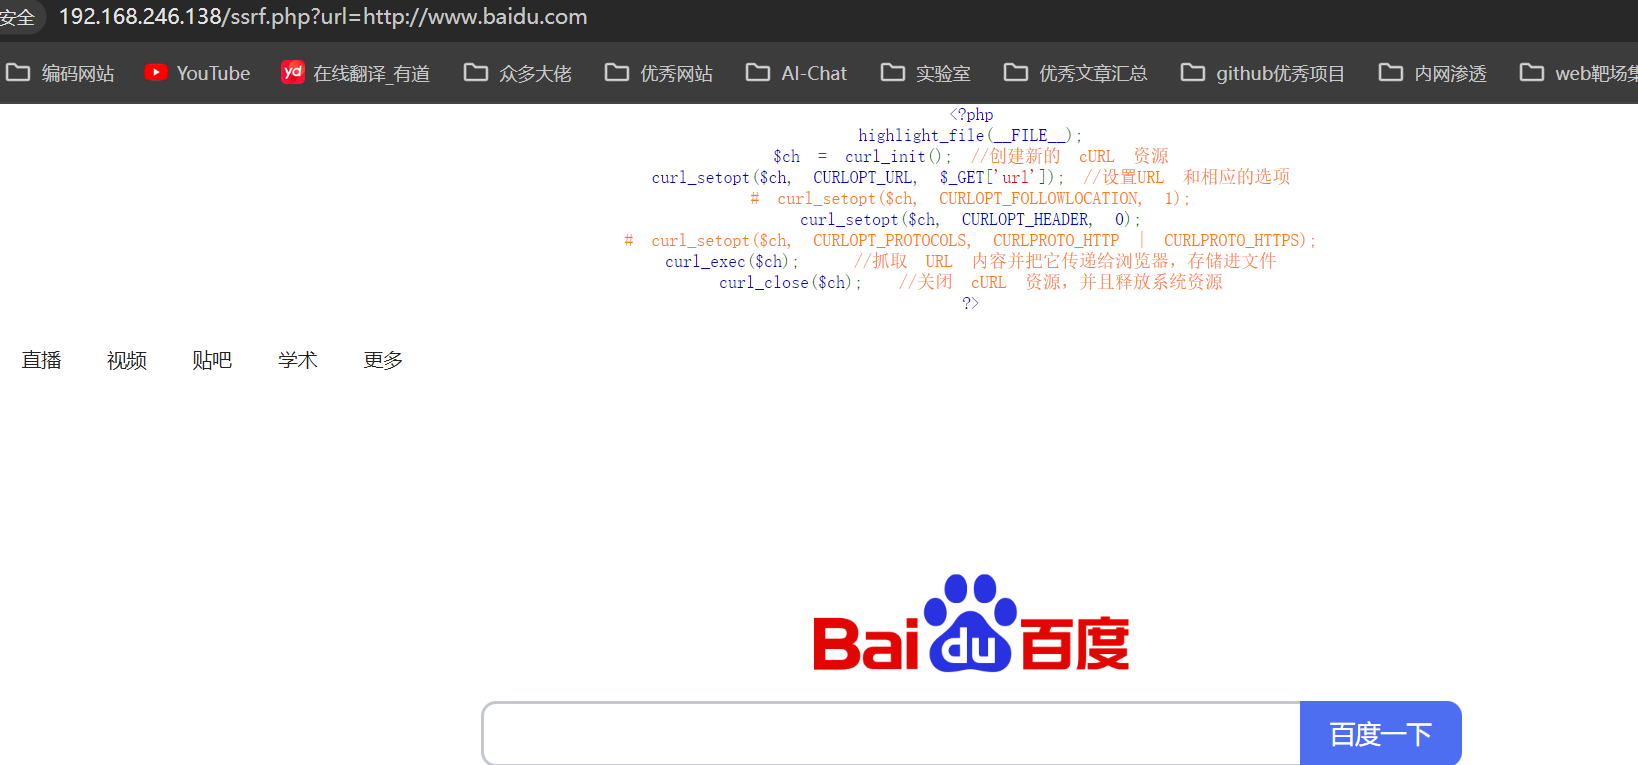 安全 192.168.246.138/ssrf.php?url=http://www.baidu.com
编码网站 YouTube yd 在线翻译_有道 众多大佬 优秀网站 AI-Chat 实验室 优秀文章汇总 github优秀项目 内网渗透 web靶场集
<?php
highlight_file(__FILE__);
$ch = curl_init(); //创建新的 cURL 资源
curl_setopt($ch, CURLOPT_URL, $_GET['url']); //设置URL 和相应的选项
# curl_setopt($ch, CURLOPT_FOLLOWLOCATION, 1);
curl_setopt($ch, CURLOPT_HEADER, 0);
# curl_setopt($ch, CURLOPT_PROTOCOLS, CURLPROTO_HTTP | CURLPROTO_HTTPS);
curl_exec($ch); //抓取 URL 内容并把它传递给浏览器，存储进文件
curl_close($ch); //关闭 cURL 资源，并且释放系统资源
?>
直播 视频 贴吧 学术 更多
Bai du 百度
百度一下